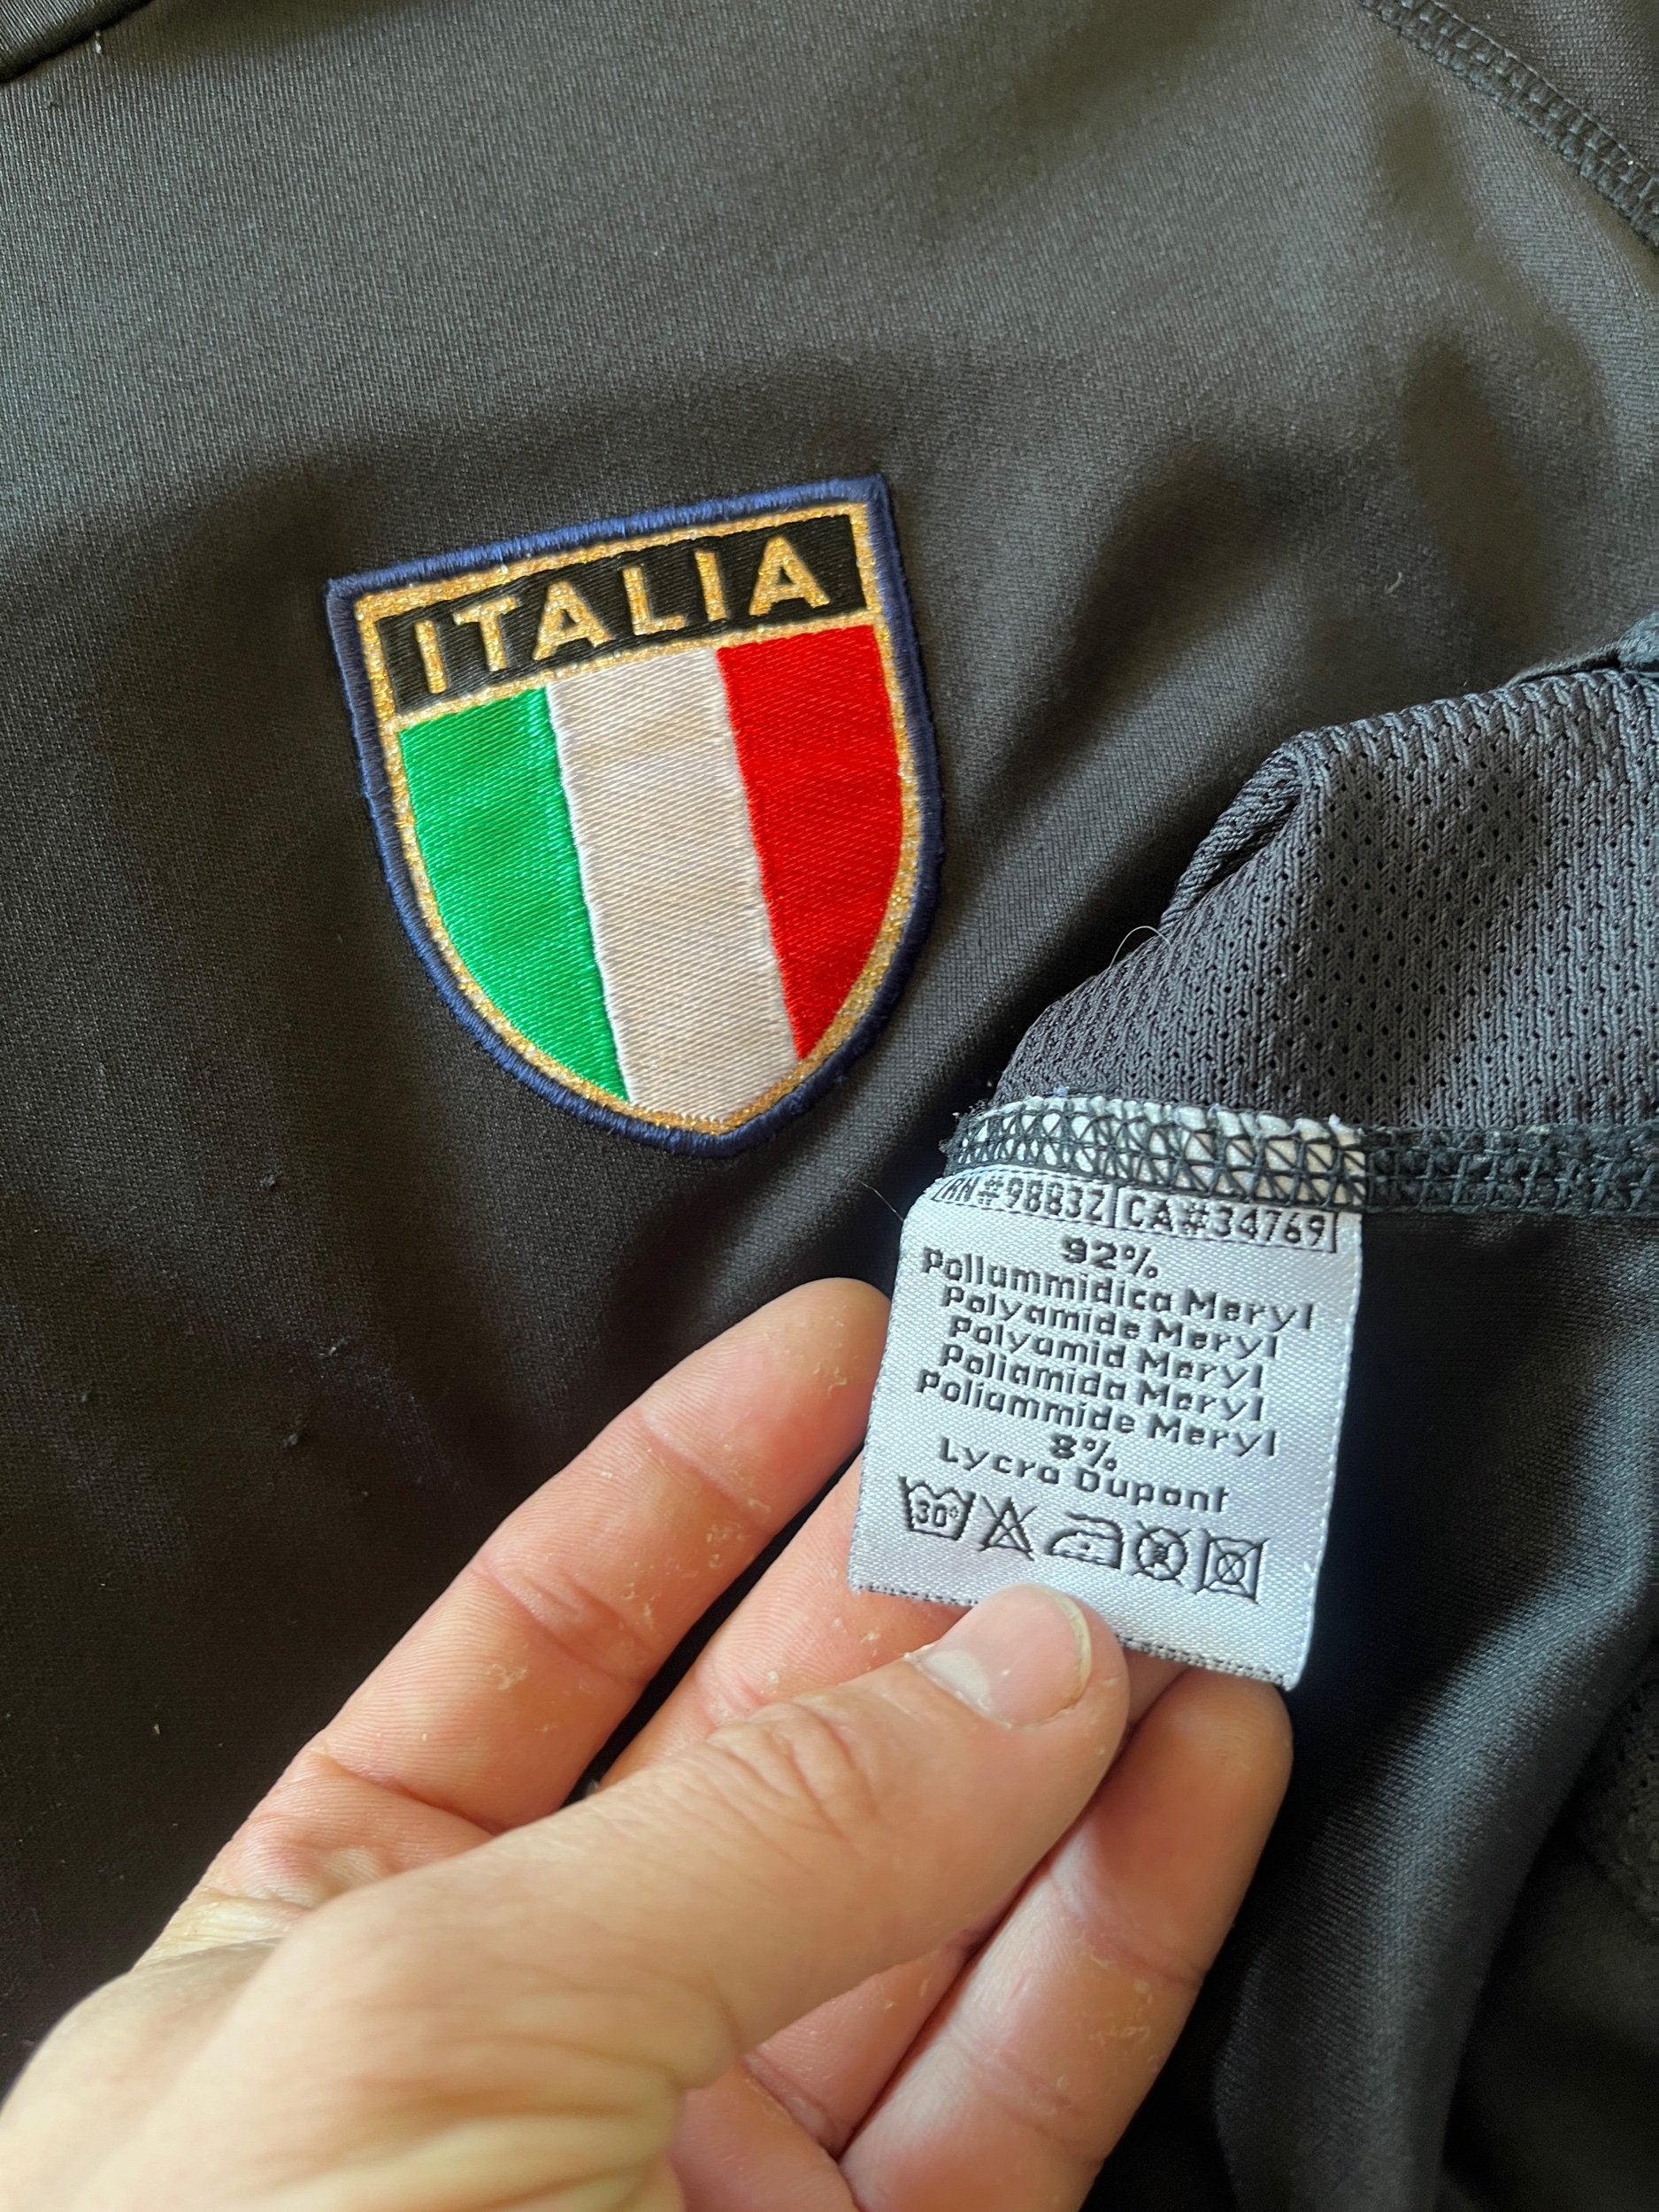 ITALIA
RN#98832 CA#34769
92%
Poliammidica Meryl
Polyamide Meryl
Polyamid Meryl
Poliamida Meryl
Poliammide Meryl
8%
Lycra Dupont
30°